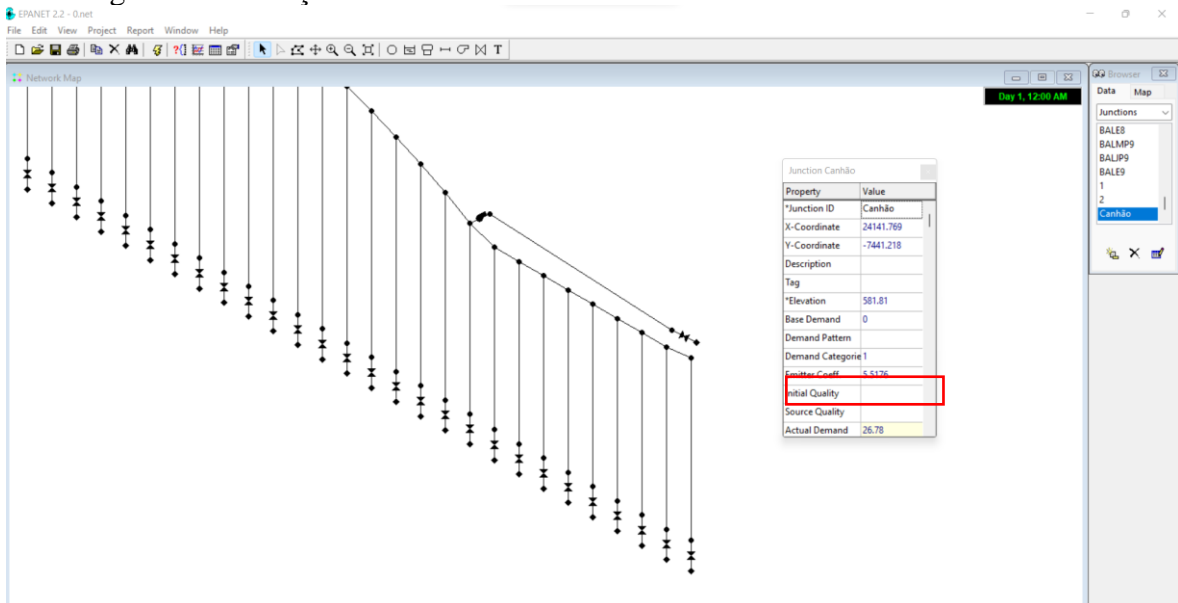 EPANET 2.2 - 0.net
File Edit View Project Report Window Help
T
Network Map
Day 1, 12:00 AM
Browser
Data Map
Junctions
BALE8
BALMP9
BALJP9
BALE9
1
2
Canhão
Junction Canhão
Property Value
*Junction ID Canhão
X-Coordinate 24141.769
Y-Coordinate -7441.218
Description
Tag
*Elevation 581.81
Base Demand 0
Demand Pattern
Demand Categorie 1
Emitter Coeff. 5.5176
Initial Quality
Source Quality
Actual Demand 26.78